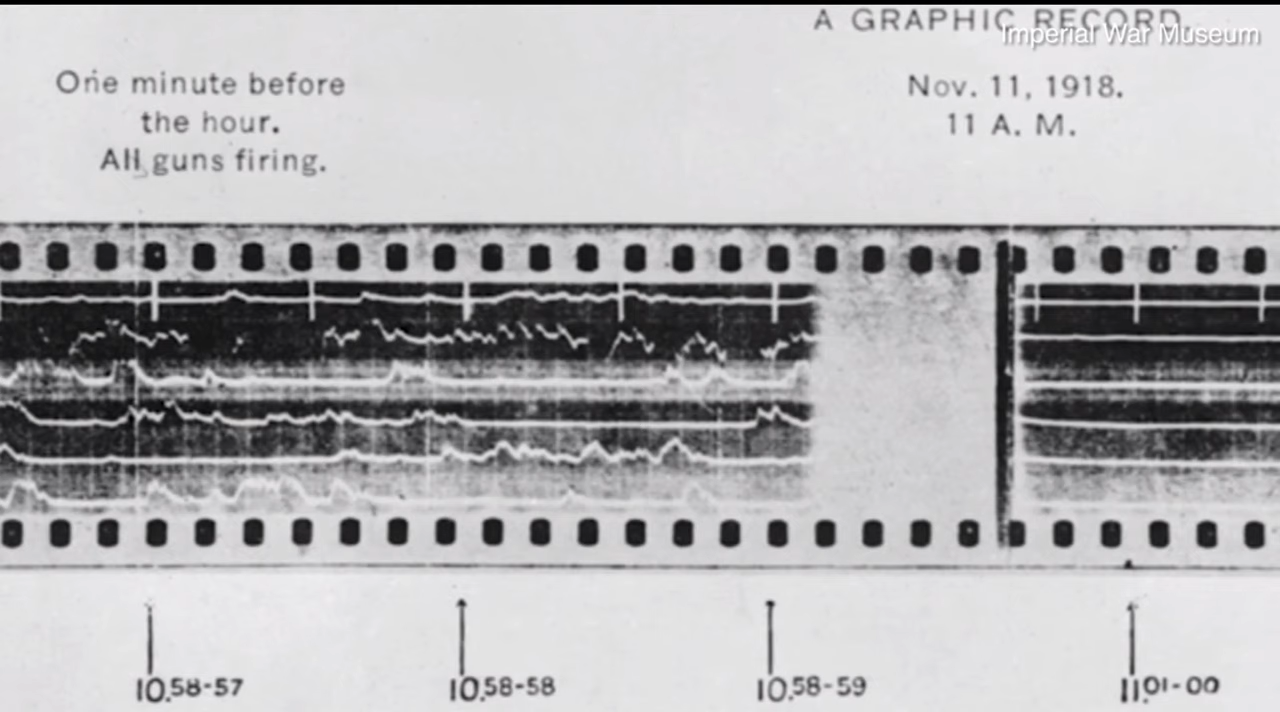 A GRAPHIC RECORD
Imperial War Museum
One minute before
the hour.
All guns firing.
Nov. 11, 1918.
11 A. M.
10.58-57
10.58-58
10.58-59
11.01-00